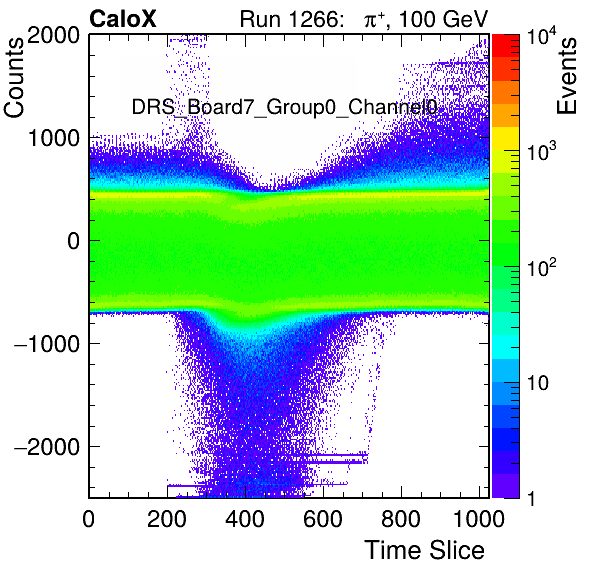 CaloX Run 1266: π⁺, 100 GeV
DRS_Board7_Group0_Channel0
Counts
2000
1000
0
−1000
−2000
0 200 400 600 800 1000
Time Slice
Events
10⁴
10³
10²
10
1